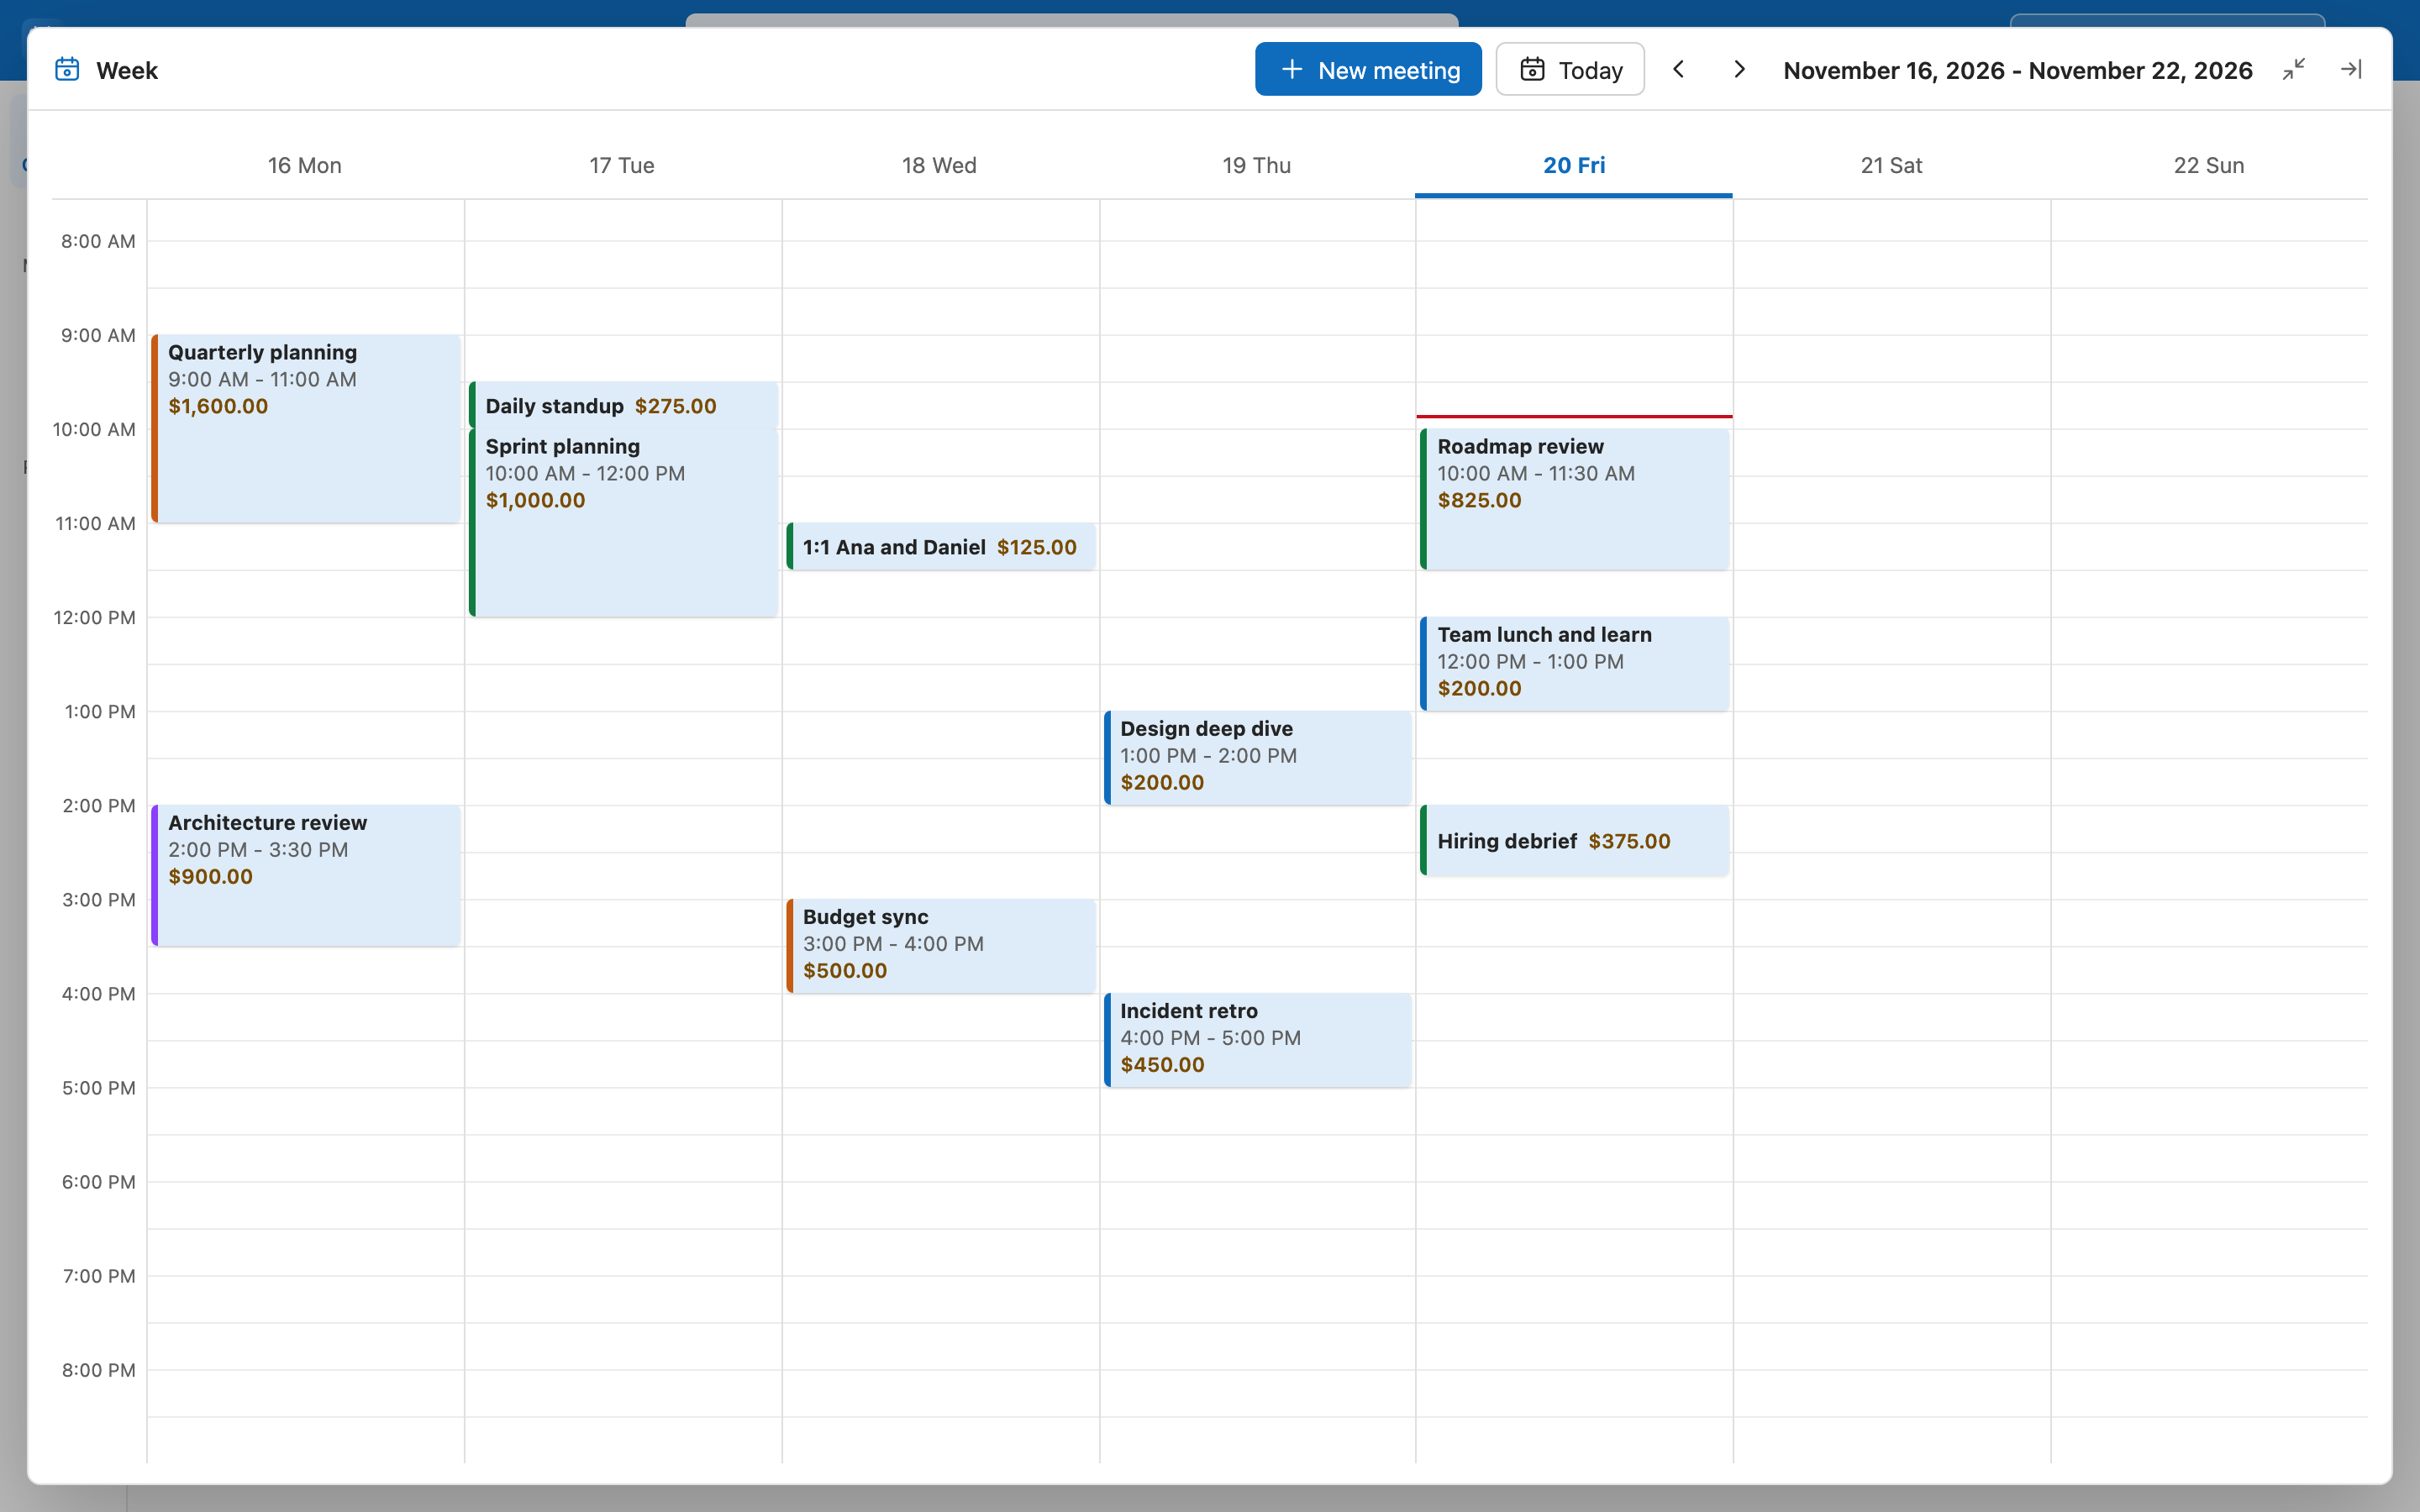 Week
New meeting
Today
November 16, 2026 - November 22, 2026
16 Mon
17 Tue
18 Wed
19 Thu
20 Fri
21 Sat
22 Sun
8:00 AM
9:00 AM
10:00 AM
11:00 AM
12:00 PM
1:00 PM
2:00 PM
3:00 PM
4:00 PM
5:00 PM
6:00 PM
7:00 PM
8:00 PM
Quarterly planning
9:00 AM - 11:00 AM
$1,600.00
Architecture review
2:00 PM - 3:30 PM
$900.00
Daily standup $275.00
Sprint planning
10:00 AM - 12:00 PM
$1,000.00
1:1 Ana and Daniel $125.00
Budget sync
3:00 PM - 4:00 PM
$500.00
Design deep dive
1:00 PM - 2:00 PM
$200.00
Incident retro
4:00 PM - 5:00 PM
$450.00
Roadmap review
10:00 AM - 11:30 AM
$825.00
Team lunch and learn
12:00 PM - 1:00 PM
$200.00
Hiring debrief $375.00